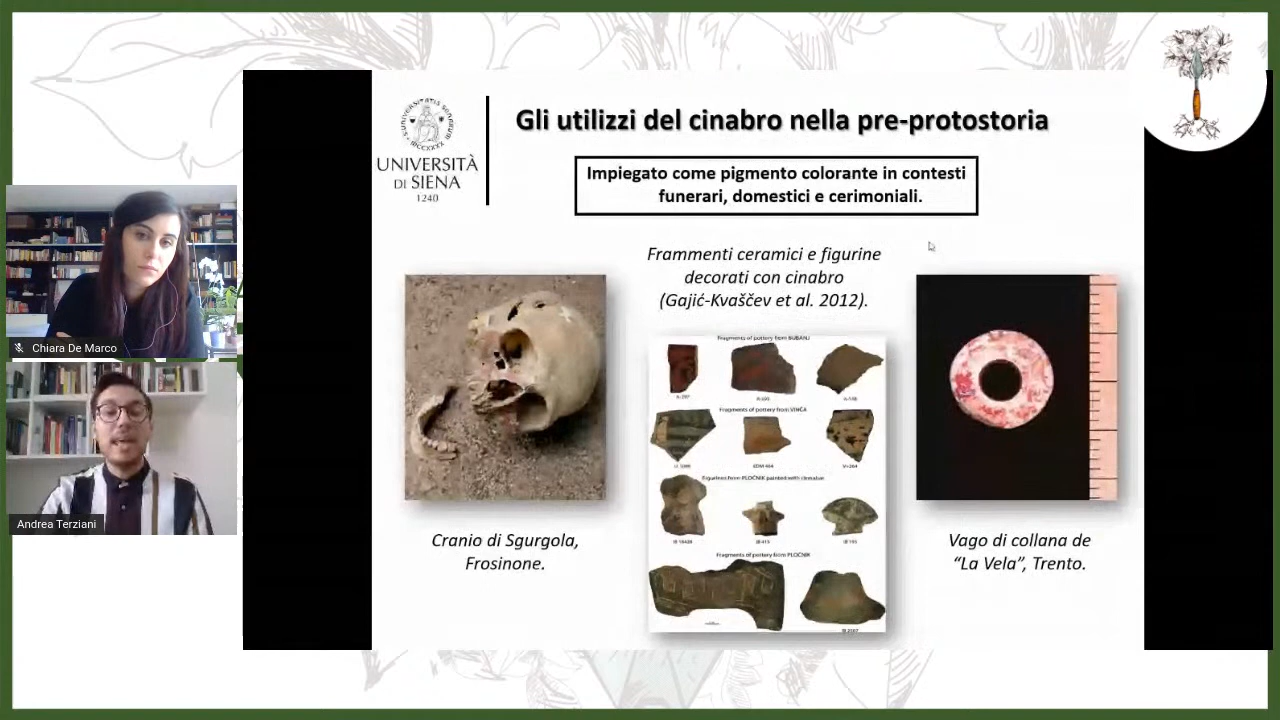 Gli utilizzi del cinabro nella pre-protostoria
UNIVERSITÀ
DI SIENA
1240
Impiegato come pigmento colorante in contesti
funerari, domestici e cerimoniali.
Frammenti ceramici e figurine
decorati con cinabro
(Gajić-Kvaščev et al. 2012).
Fragments of pottery from BUBANJ
Fragments of pottery from VINČA
Figurines from PLOČNIK painted with cinnabar
Fragments of pottery from PLOČNIK
Cranio di Sgurgola,
Frosinone.
Vago di collana de
“La Vela”, Trento.
Chiara De Marco
Andrea Terziani